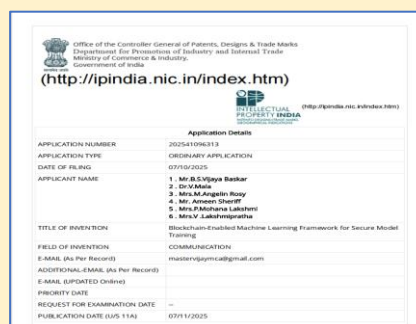 Office of the Controller General of Patents, Designs & Trade Marks
Department for Promotion of Industry and Internal Trade
Ministry of Commerce & Industry,
Government of India
(http://ipindia.nic.in/index.htm)
INTELLECTUAL
PROPERTY INDIA
(http://ipindia.nic.in/index.htm)
Application Details
APPLICATION NUMBER 202541096313
APPLICATION TYPE ORDINARY APPLICATION
DATE OF FILING 07/10/2025
APPLICANT NAME 1 . Mr.B.S.Vijaya Baskar
2 . Dr.V.Mala
3 . Mrs.M.Angelin Rosy
4 . Mr. Ameen Sheriff
5 . Mrs.P.Mohana Lakshmi
6 . Mrs.V .Lakshmipratha
TITLE OF INVENTION Blockchain-Enabled Machine Learning Framework for Secure Model
Training
FIELD OF INVENTION COMMUNICATION
E-MAIL (As Per Record) mastervijaymca@gmail.com
ADDITIONAL-EMAIL (As Per Record)
E-MAIL (UPDATED Online)
PRIORITY DATE
REQUEST FOR EXAMINATION DATE --
PUBLICATION DATE (U/S 11A) 07/11/2025